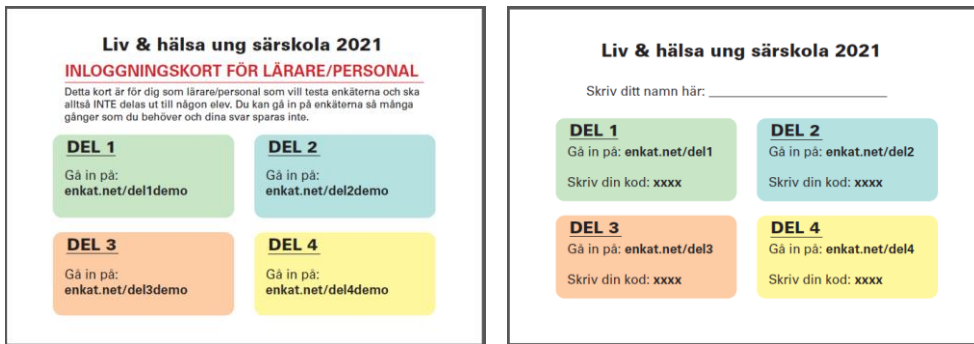 Liv & hälsa ung särskola 2021
INLOGGNINGSKORT FÖR LÄRARE/PERSONAL
Detta kort är för dig som lärare/personal som vill testa enkäterna och ska
alltså INTE delas ut till någon elev. Du kan gå in på enkäterna så många
gånger som du behöver och dina svar sparas inte.
DEL 1
Gå in på:
enkat.net/del1demo
DEL 2
Gå in på:
enkat.net/del2demo
DEL 3
Gå in på:
enkat.net/del3demo
DEL 4
Gå in på:
enkat.net/del4demo
Liv & hälsa ung särskola 2021
Skriv ditt namn här:
DEL 1
Gå in på: enkat.net/del1
Skriv din kod: xxxx
DEL 2
Gå in på: enkat.net/del2
Skriv din kod: xxxx
DEL 3
Gå in på: enkat.net/del3
Skriv din kod: xxxx
DEL 4
Gå in på: enkat.net/del4
Skriv din kod: xxxx